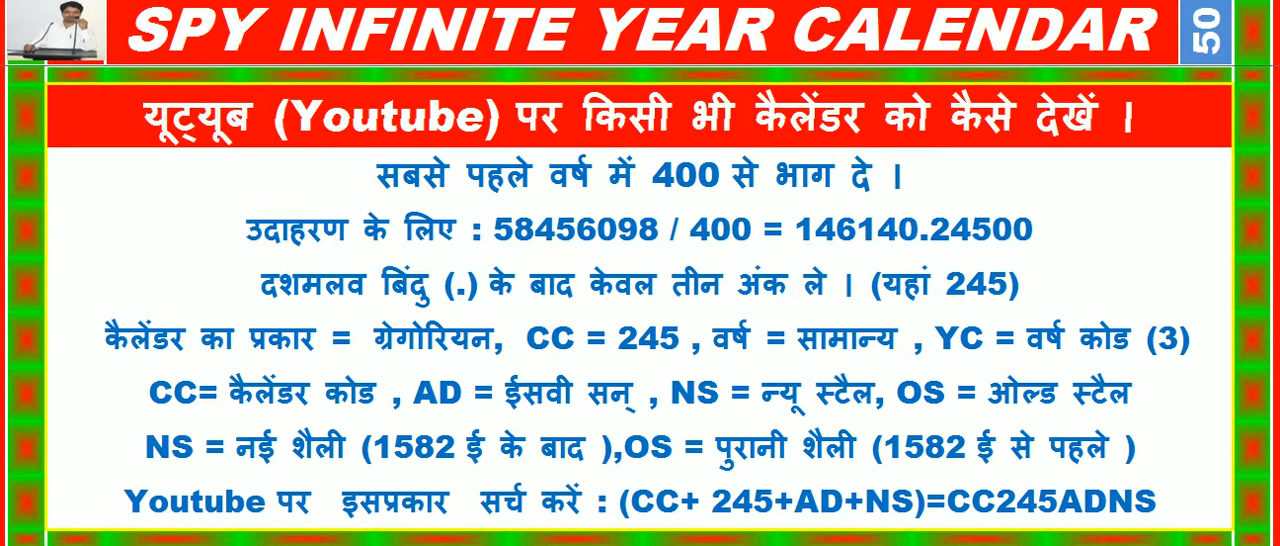 SPY INFINITE YEAR CALENDAR
50
यूट्यूब (Youtube) पर किसी भी कैलेंडर को कैसे देखें ।
सबसे पहले वर्ष में 400 से भाग दे ।
उदाहरण के लिए : 58456098 / 400 = 146140.24500
दशमलव बिंदु (.) के बाद केवल तीन अंक ले । (यहां 245)
कैलेंडर का प्रकार = ग्रेगोरियन, CC = 245 , वर्ष = सामान्य , YC = वर्ष कोड (3)
CC= कैलेंडर कोड , AD = ईसवी सन् , NS = न्यू स्टैल, OS = ओल्ड स्टैल
NS = नई शैली (1582 ई के बाद ),OS = पुरानी शैली (1582 ई से पहले )
Youtube पर इसप्रकार सर्च करें : (CC+ 245+AD+NS)=CC245ADNS